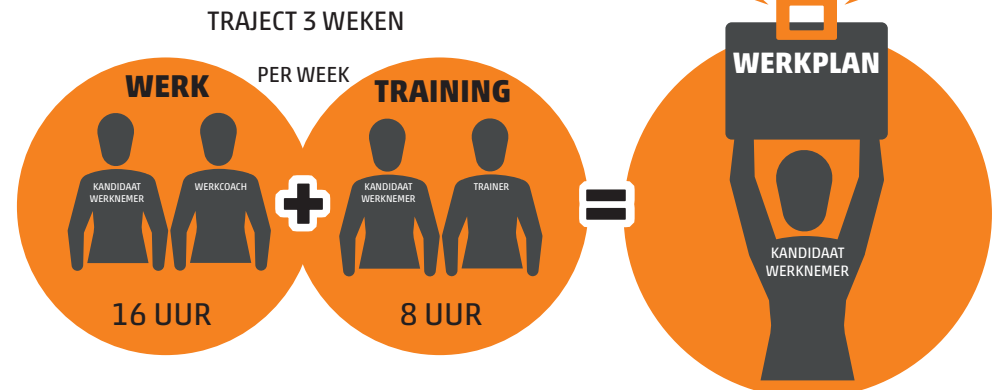 TRAJECT 3 WEKEN
WERK
PER WEEK
TRAINING
KANDIDAAT
WERKNEMER
WERKCOACH
+
KANDIDAAT
WERKNEMER
TRAINER
=
16 UUR
8 UUR
WERKPLAN
KANDIDAAT
WERKNEMER